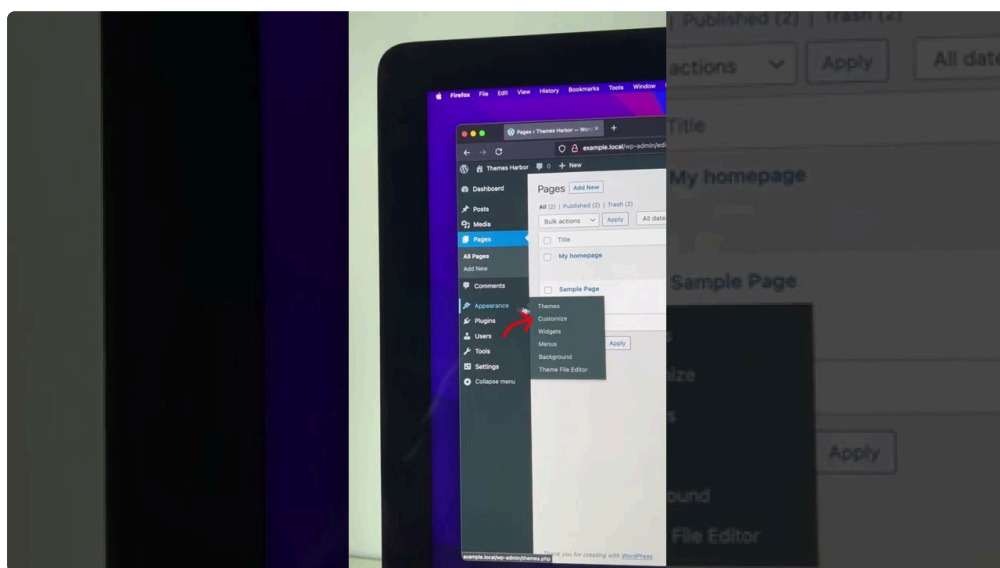 Firefox File Edit View History Bookmarks Tools Window
Pages ‹ Themes Harbor — Wor
example.local/wp-admin/edi
Themes Harbor 0 + New
Dashboard
Posts
Media
Pages
All Pages
Add New
Comments
Appearance
Plugins
Users
Tools
Settings
Collapse menu
Pages Add New
All (2) | Published (2) | Trash (2)
Bulk actions Apply All date
Title
My homepage
Sample Page
Themes
Customize
Widgets
Menus
Background
Theme File Editor
Apply
Thank you for creating with WordPress.
example.local/wp-admin/themes.php
| Published (2) | Trash (2)
actions Apply All date
Title
My homepage
Sample Page
s
ize
s
Apply
ound
File Editor